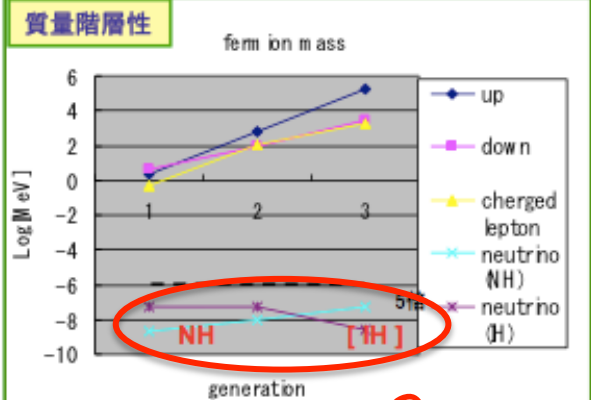 質量階層性
fermion mass
6
4
2
0
-2
-4
-6
-8
-10
Log[MeV]
1 2 3
NH [IH]
generation
up
down
cherged
lepton
neutrino
(NH)
neutrino
(IH)